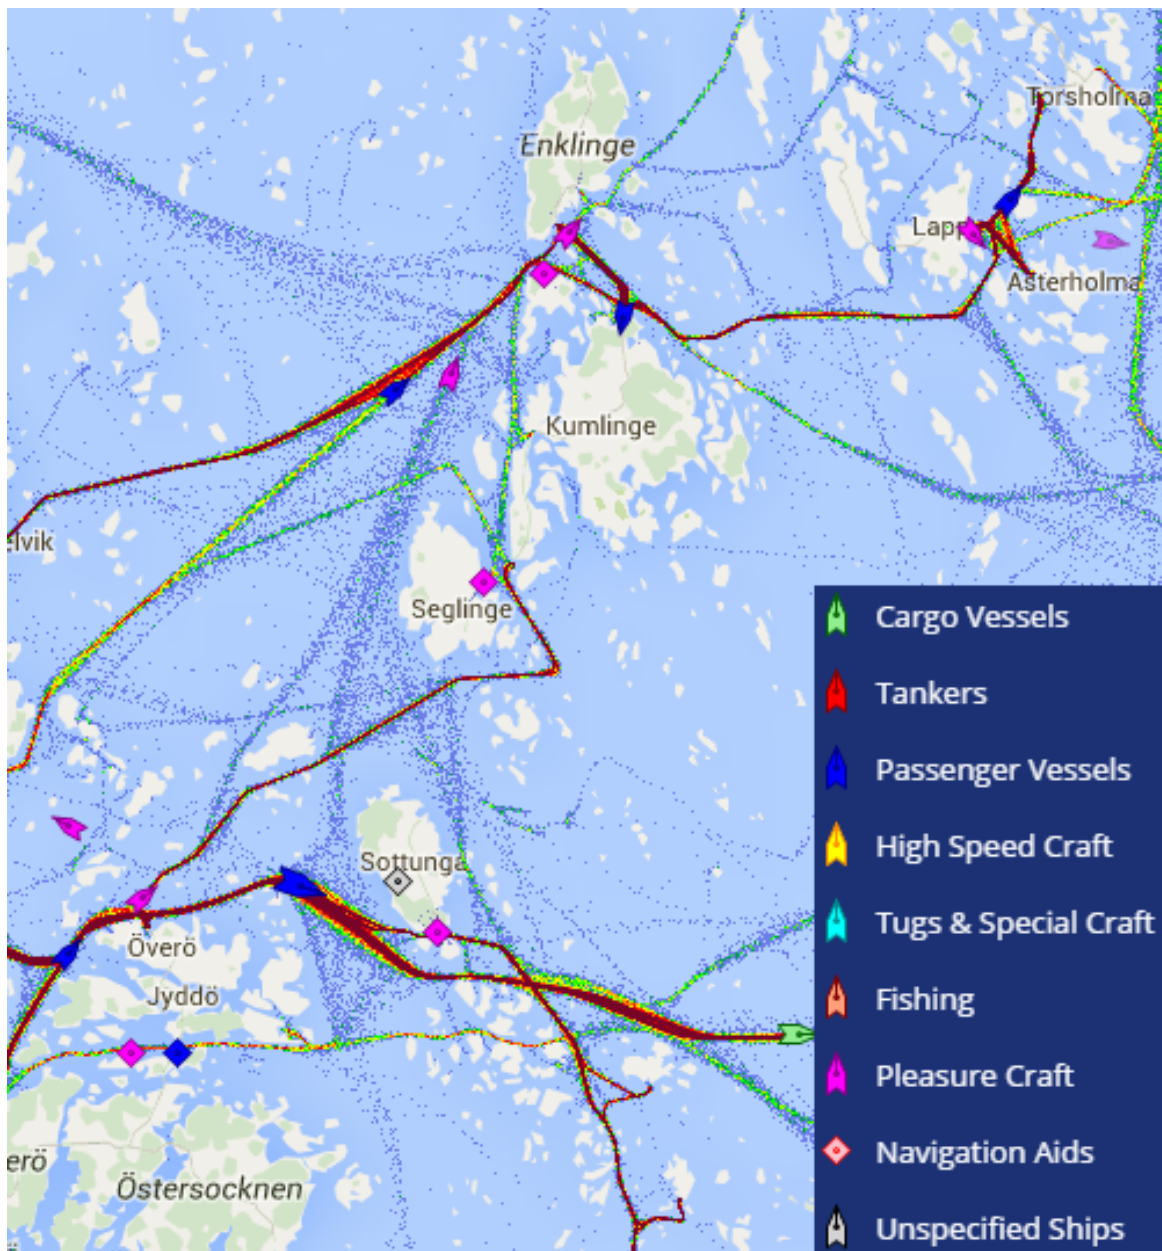 Torsholma
Enklinge
Lapp
Asterholma
Kumlinge
elvik
Seglinge
Sottunga
Överö
Jyddö
erö
Östersocknen
Cargo Vessels
Tankers
Passenger Vessels
High Speed Craft
Tugs & Special Craft
Fishing
Pleasure Craft
Navigation Aids
Unspecified Ships